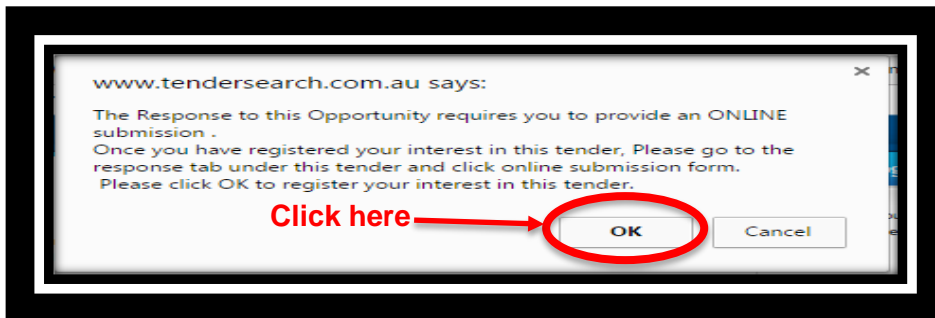 www.tendersearch.com.au says:
The Response to this Opportunity requires you to provide an ONLINE
submission .
Once you have registered your interest in this tender, Please go to the
response tab under this tender and click online submission form.
Please click OK to register your interest in this tender.
Click here
OK Cancel